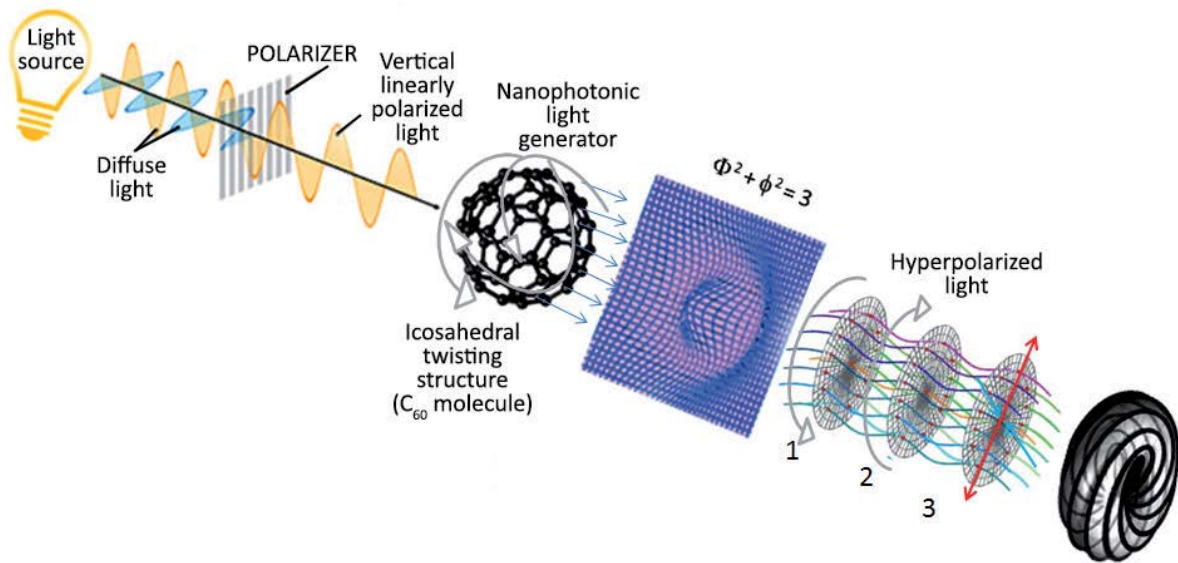 Light
source
POLARIZER
Vertical
linearly
polarized
light
Diffuse
light
Nanophotonic
light
generator
Icosahedral
twisting
structure
(C₆₀ molecule)
Φ² + ϕ² = 3
Hyperpolarized
light
1
2
3